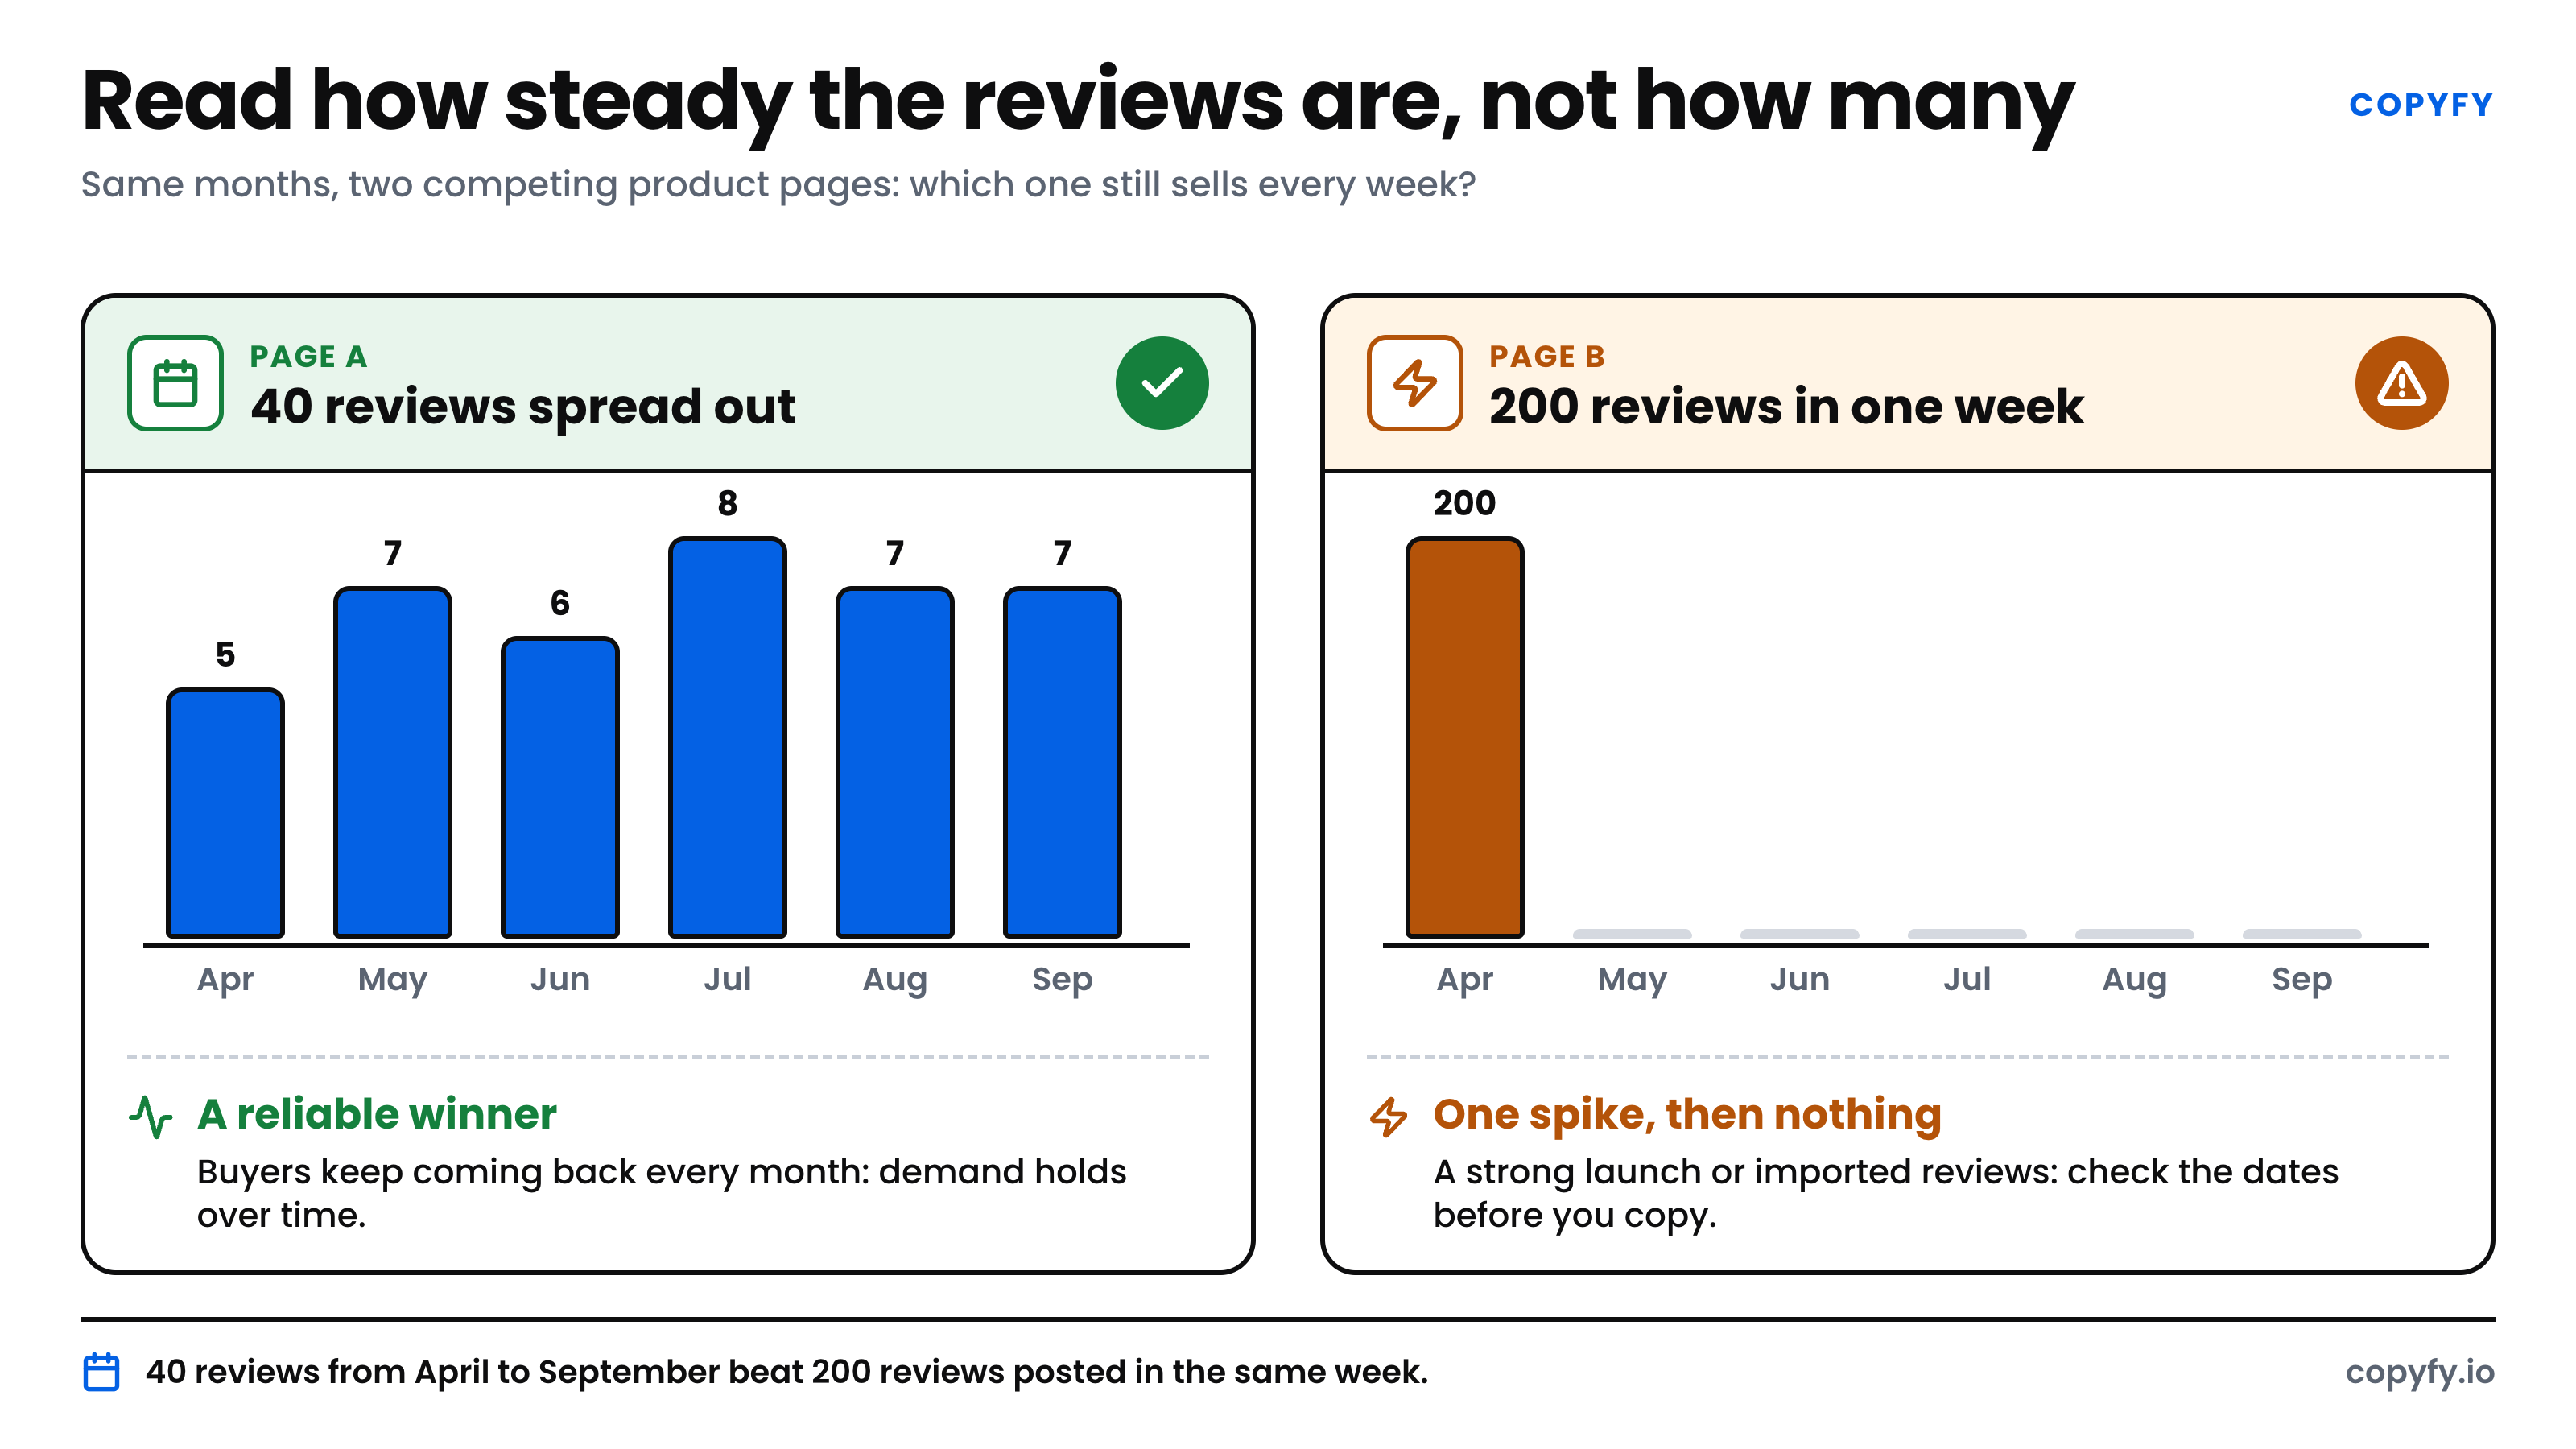 Read how steady the reviews are, not how many
COPYFY
Same months, two competing product pages: which one still sells every week?
PAGE A
40 reviews spread out
5
7
6
8
7
7
Apr
May
Jun
Jul
Aug
Sep
A reliable winner
Buyers keep coming back every month: demand holds
over time.
PAGE B
200 reviews in one week
200
Apr
May
Jun
Jul
Aug
Sep
One spike, then nothing
A strong launch or imported reviews: check the dates
before you copy.
40 reviews from April to September beat 200 reviews posted in the same week.
copyfy.io